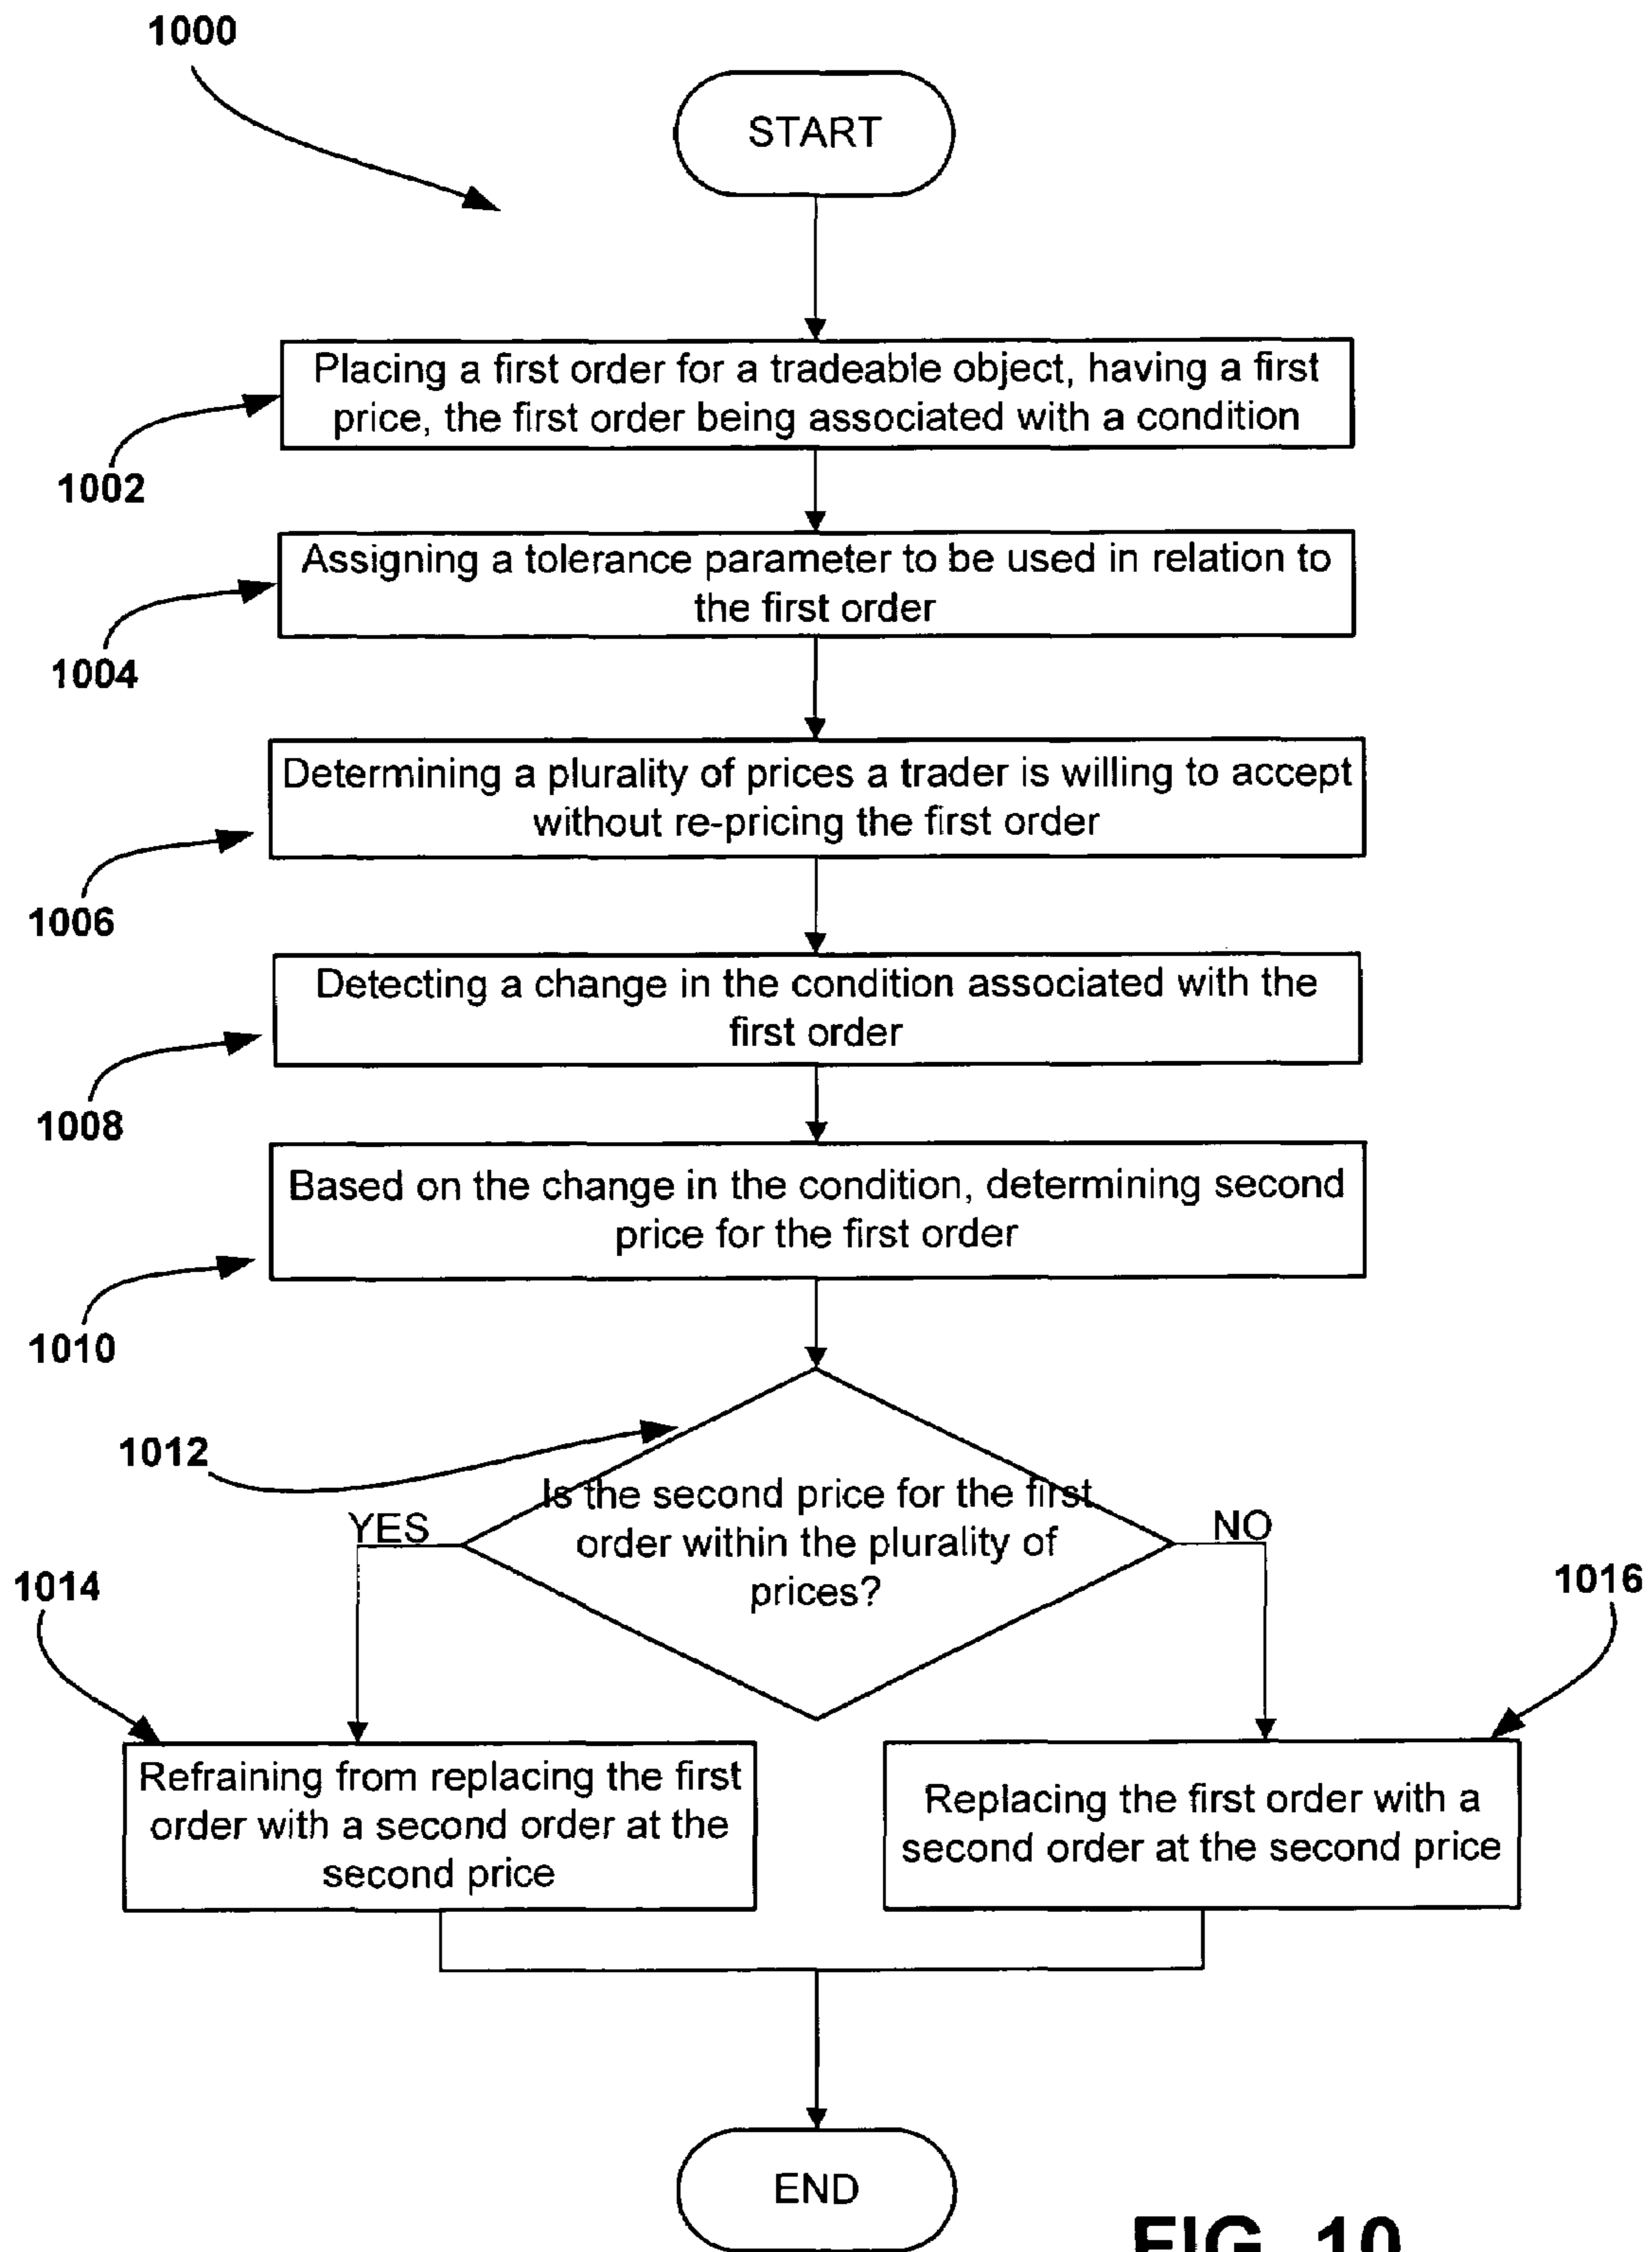 1000
START
Placing a first order for a tradeable object, having a first
price, the first order being associated with a condition
1002
Assigning a tolerance parameter to be used in relation to
the first order
1004
Determining a plurality of prices a trader is willing to accept
without re-pricing the first order
1006
Detecting a change in the condition associated with the
first order
1008
Based on the change in the condition, determining second
price for the first order
1010
1012
Is the second price for the first
order within the plurality of
prices?
YES
NO
1014
1016
Refraining from replacing the first
order with a second order at the
second price
Replacing the first order with a
second order at the second price
END
FIG. 10